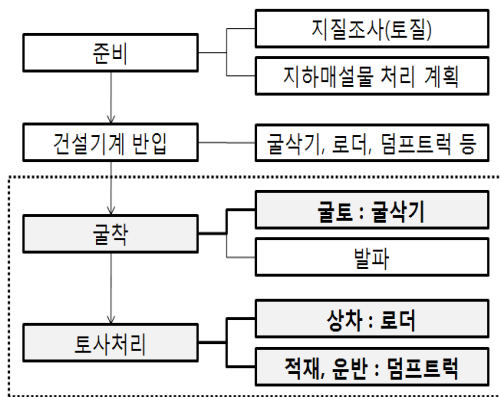 준비
지질조사(토질)
지하매설물 처리 계획
건설기계 반입
굴삭기, 로더, 덤프트럭 등
굴착
굴토 : 굴삭기
발파
토사처리
상차 : 로더
적재, 운반 : 덤프트럭